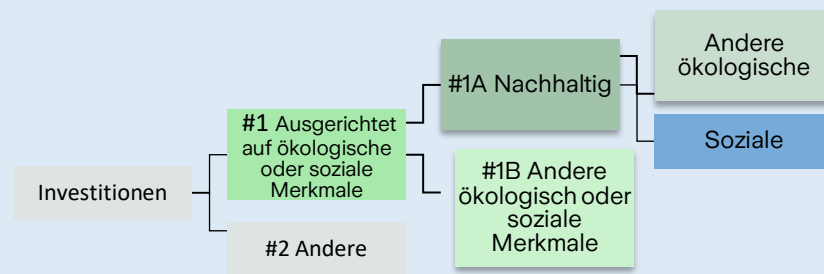 Investitionen
#1 Ausgerichtet
auf ökologische
oder soziale
Merkmale
#2 Andere
#1A Nachhaltig
#1B Andere
ökologisch oder
soziale
Merkmale
Andere
ökologische
Soziale